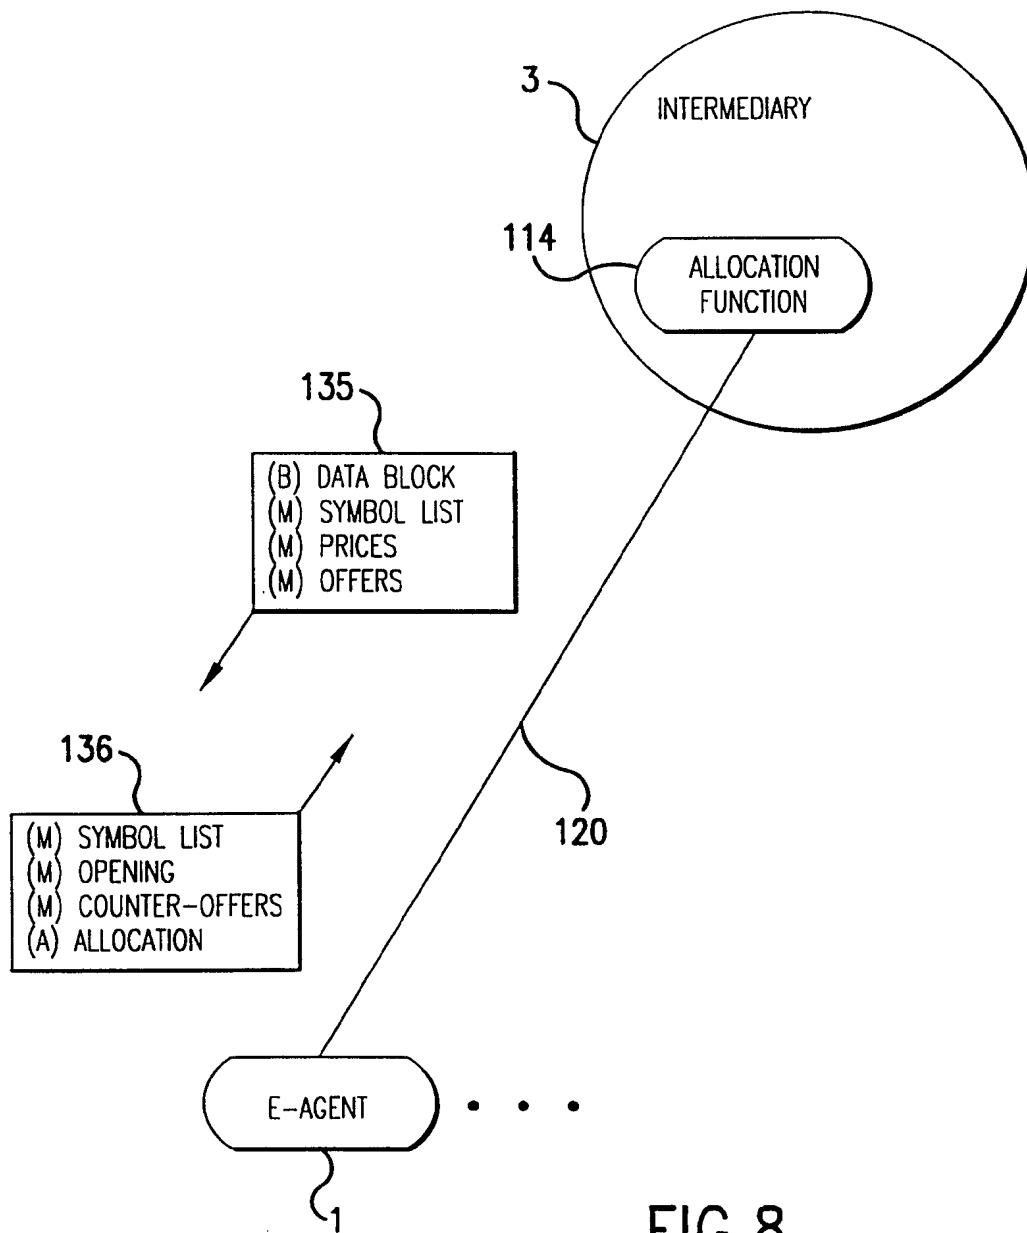 3
INTERMEDIARY
114
ALLOCATION
FUNCTION
135
(B) DATA BLOCK
(M) SYMBOL LIST
(M) PRICES
(M) OFFERS
136
120
(M) SYMBOL LIST
(M) OPENING
(M) COUNTER-OFFERS
(A) ALLOCATION
E-AGENT
1
FIG.8